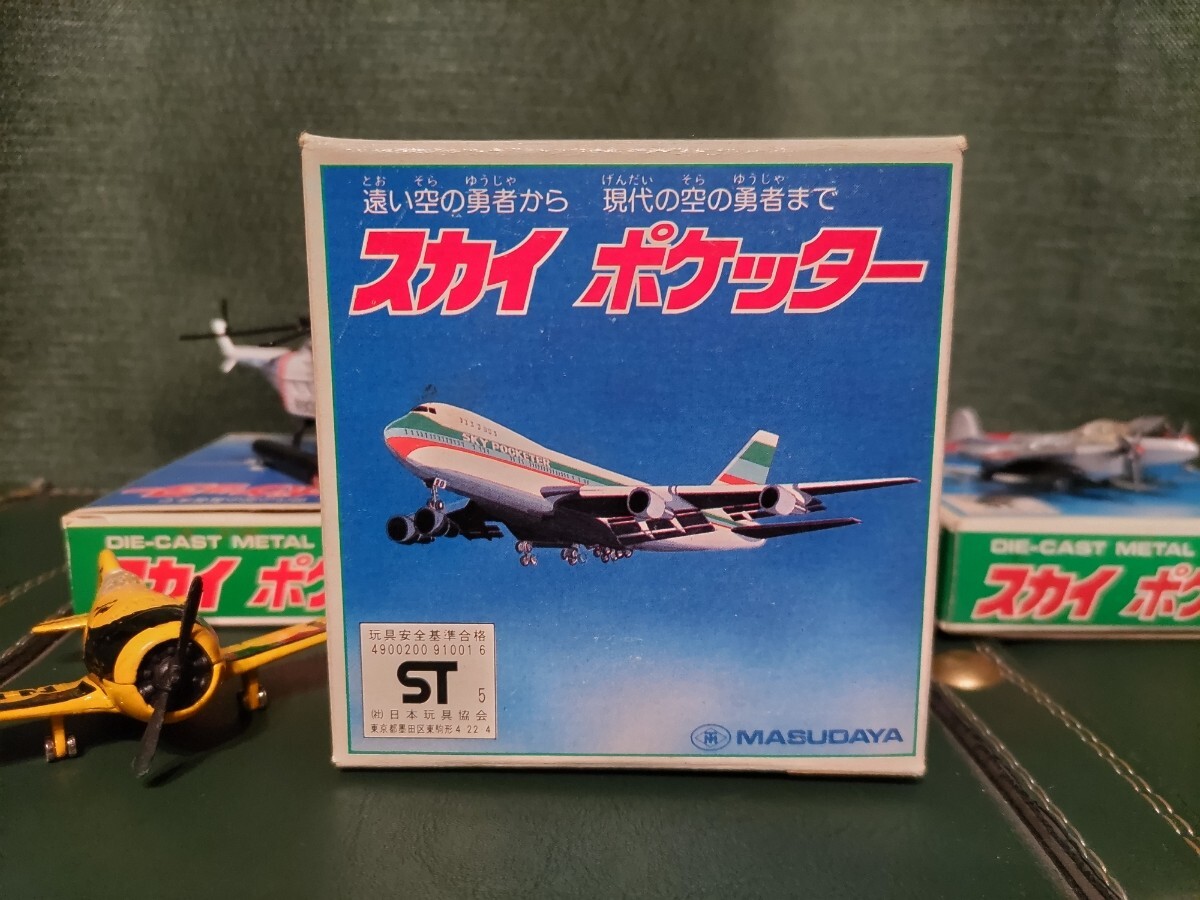 とお そら ゆうじゃ げんだい そら ゆうじゃ
遠い空の勇者から 現代の空の勇者まで
スカイ ポケッター
SKY POCKETER
玩具安全基準合格
4900200 91001 6
ST 5
(社)日本玩具協会
東京都墨田区東駒形4-22-4
MASUDAYA
DIE-CAST METAL
スカイ ポケ
DIE-CAST METAL
スカイ ポケ